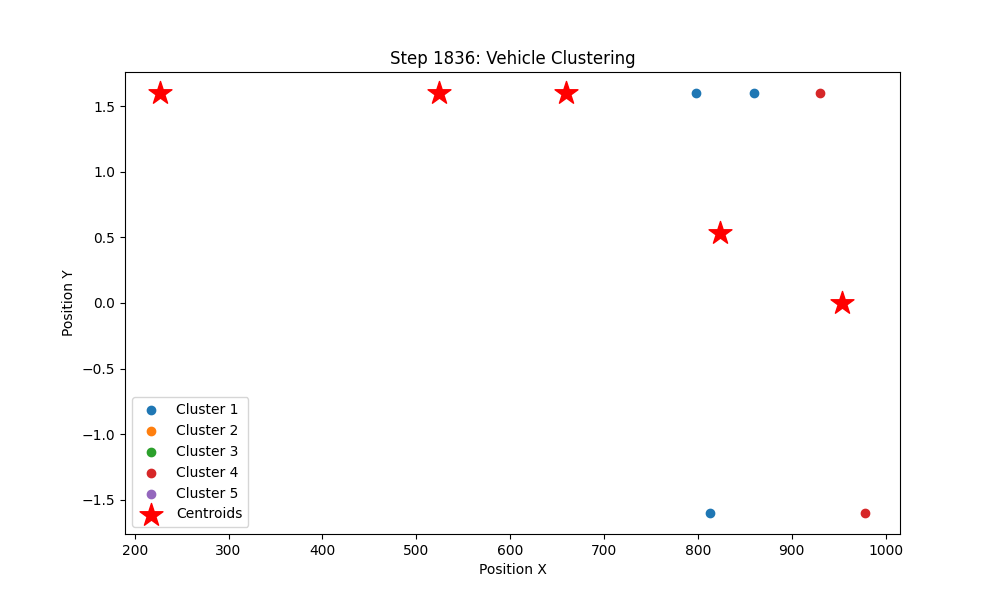 Step 1836: Vehicle Clustering
Position Y
1.5
1.0
0.5
0.0
−0.5
−1.0
−1.5
Cluster 1
Cluster 2
Cluster 3
Cluster 4
Cluster 5
Centroids
200 300 400 500 600 700 800 900 1000
Position X